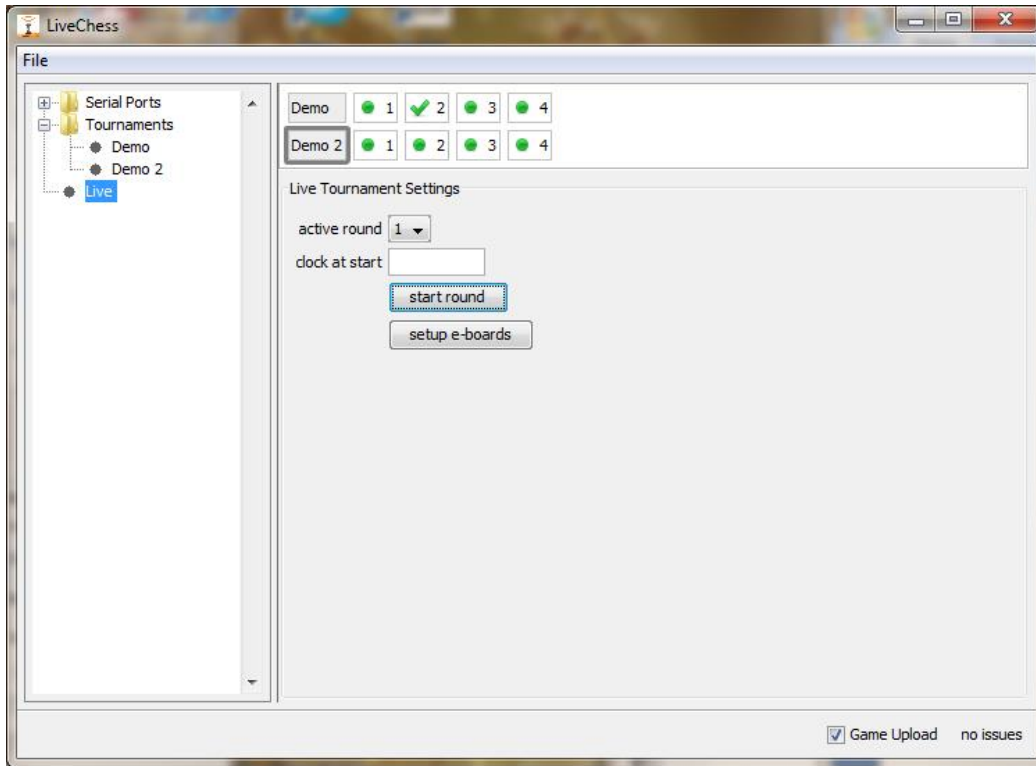 LiveChess
File
Serial Ports
Tournaments
Demo
Demo 2
Live
Demo 1 2 3 4
Demo 2 1 2 3 4
Live Tournament Settings
active round 1
clock at start
start round
setup e-boards
Game Upload no issues